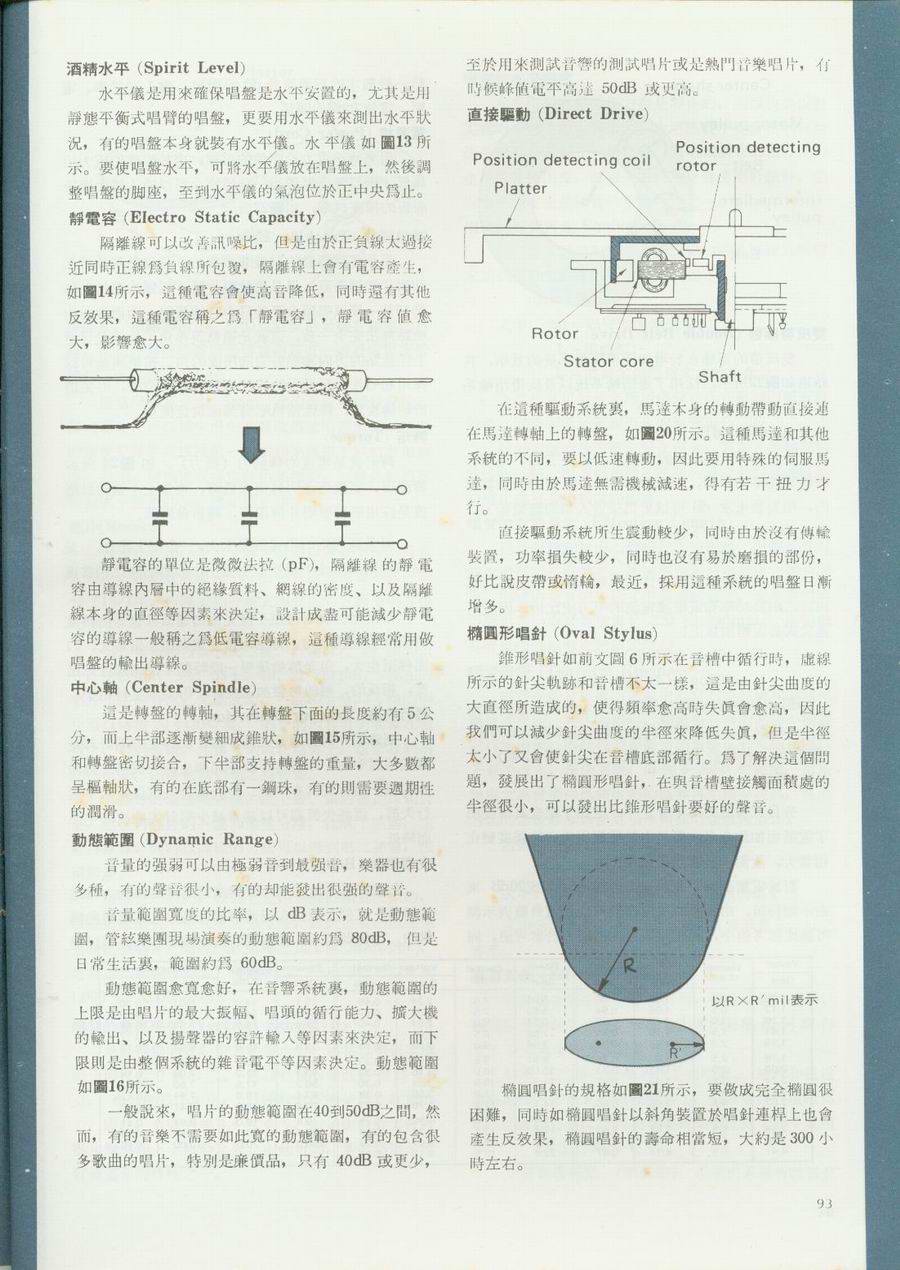 酒精水平 (Spirit Level)
水平儀是用來確保唱盤是水平安置的，尤其是用
靜態平衡式唱臂的唱盤，更要用水平儀來測出水平狀
況，有的唱盤本身就裝有水平儀。水平儀如圖13所
示。要使唱盤水平，可將水平儀放在唱盤上，然後調
整唱盤的脚座，至到水平儀的氣泡位於正中央爲止。
靜電容 (Electro Static Capacity)
隔離線可以改善訊噪比，但是由於正負線太過接
近同時正線爲負線所包覆，隔離線上會有電容產生，
如圖14所示，這種電容會使高音降低，同時還有其他
反效果，這種電容稱之爲「靜電容」，靜電容値愈
大，影響愈大。
靜電容的單位是微微法拉 (pF)，隔離線的靜電
容由導線內層中的絕緣質料、網線的密度、以及隔離
線本身的直徑等因素來決定，設計成盡可能減少靜電
容的導線一般稱之爲低電容導線，這種導線經常用做
唱盤的輸出導線。
中心軸 (Center Spindle)
這是轉盤的轉軸，其在轉盤下面的長度約有5公
分，而上半部逐漸變細成錐狀，如圖15所示，中心軸
和轉盤密切接合，下半部支持轉盤的重量，大多數都
呈樞軸狀，有的在底部有一鋼珠，有的則需要週期性
的潤滑。
動態範圍 (Dynamic Range)
音量的强弱可以由極弱音到最强音，樂器也有很
多種，有的聲音很小，有的却能發出很强的聲音。
音量範圍寬度的比率，以 dB 表示，就是動態範
圍，管絃樂團現場演奏的動態範圍約爲 80dB，但是
日常生活裏，範圍約爲 60dB。
動態範圍愈寬愈好，在音響系統裏，動態範圍的
上限是由唱片的最大振幅、唱頭的循行能力、擴大機
的輸出、以及揚聲器的容許輸入等因素來決定，而下
限則是由整個系統的雜音電平等因素決定。動態範圍
如圖16所示。
一般說來，唱片的動態範圍在40到50dB之間，然
而，有的音樂不需要如此寬的動態範圍，有的包含很
多歌曲的唱片，特別是廉價品，只有 40dB 或更少，
至於用來測試音響的測試唱片或是熱門音樂唱片，有
時候峰値電平高達 50dB 或更高。
直接驅動 (Direct Drive)
Position detecting coil
Position detecting
rotor
Platter
Rotor
Stator core
Shaft
在這種驅動系統裏，馬達本身的轉動帶動直接連
在馬達轉軸上的轉盤，如圖20所示。這種馬達和其他
系統的不同，要以低速轉動，因此要用特殊的伺服馬
達，同時由於馬達無需機械減速，得有若干扭力才
行。
直接驅動系統所生震動較少，同時由於沒有傳輸
裝置，功率損失較少，同時也沒有易於磨損的部份，
好比說皮帶或惰輪，最近，採用這種系統的唱盤日漸
增多。
橢圓形唱針 (Oval Stylus)
錐形唱針如前文圖6所示在音槽中循行時，虛線
所示的針尖軌跡和音槽不太一樣，這是由針尖曲度的
大直徑所造成的，使得頻率愈高時失眞會愈高，因此
我們可以減少針尖曲度的半徑來降低失眞，但是半徑
太小了又會使針尖在音槽底部循行。爲了解決這個問
題，發展出了橢圓形唱針，在與音槽壁接觸面積處的
半徑很小，可以發出比錐形唱針要好的聲音。
R
以R×R′mil表示
R′
橢圓唱針的規格如圖21所示，要做成完全橢圓很
困難，同時如橢圓唱針以斜角裝置於唱針連桿上也會
產生反效果，橢圓唱針的壽命相當短，大約是 300 小
時左右。
93